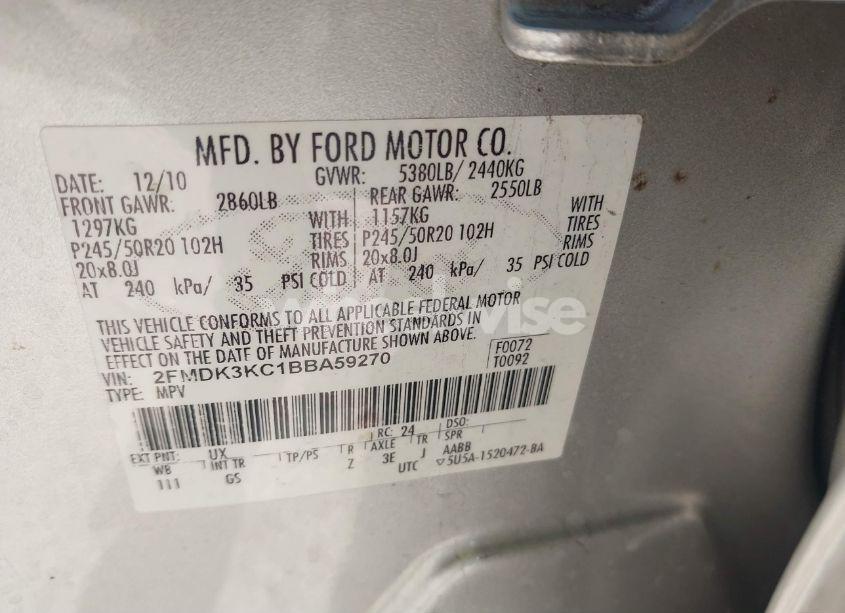 MFD. BY FORD MOTOR CO.
DATE: 12/10 GVWR: 5380LB/ 2440KG
FRONT GAWR: 2860LB REAR GAWR: 2550LB
1297KG WITH 1157KG WITH
P245/50R20 102H TIRES P245/50R20 102H TIRES
20x8.0J RIMS 20x8.0J RIMS
AT 240 kPa/ 35 PSI COLD AT 240 kPa/ 35 PSI COLD
THIS VEHICLE CONFORMS TO ALL APPLICABLE FEDERAL MOTOR
VEHICLE SAFETY AND THEFT PREVENTION STANDARDS IN
EFFECT ON THE DATE OF MANUFACTURE SHOWN ABOVE.
VIN: 2FMDK3KC1BBA59270 F0072
TYPE: MPV T0092
EXT PNT: UX RC: 24 DSO:
WB INT TR TP/PS R AXLE TR SPR
111 GS Z 3E J AABB
UTC ▽5U5A-1520472-BA